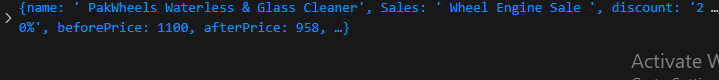 {name: ' PakWheels Waterless & Glass Cleaner', Sales: ' Wheel Engine Sale ', discount: '2 …
0%', beforePrice: 1100, afterPrice: 958, …}
Activate W